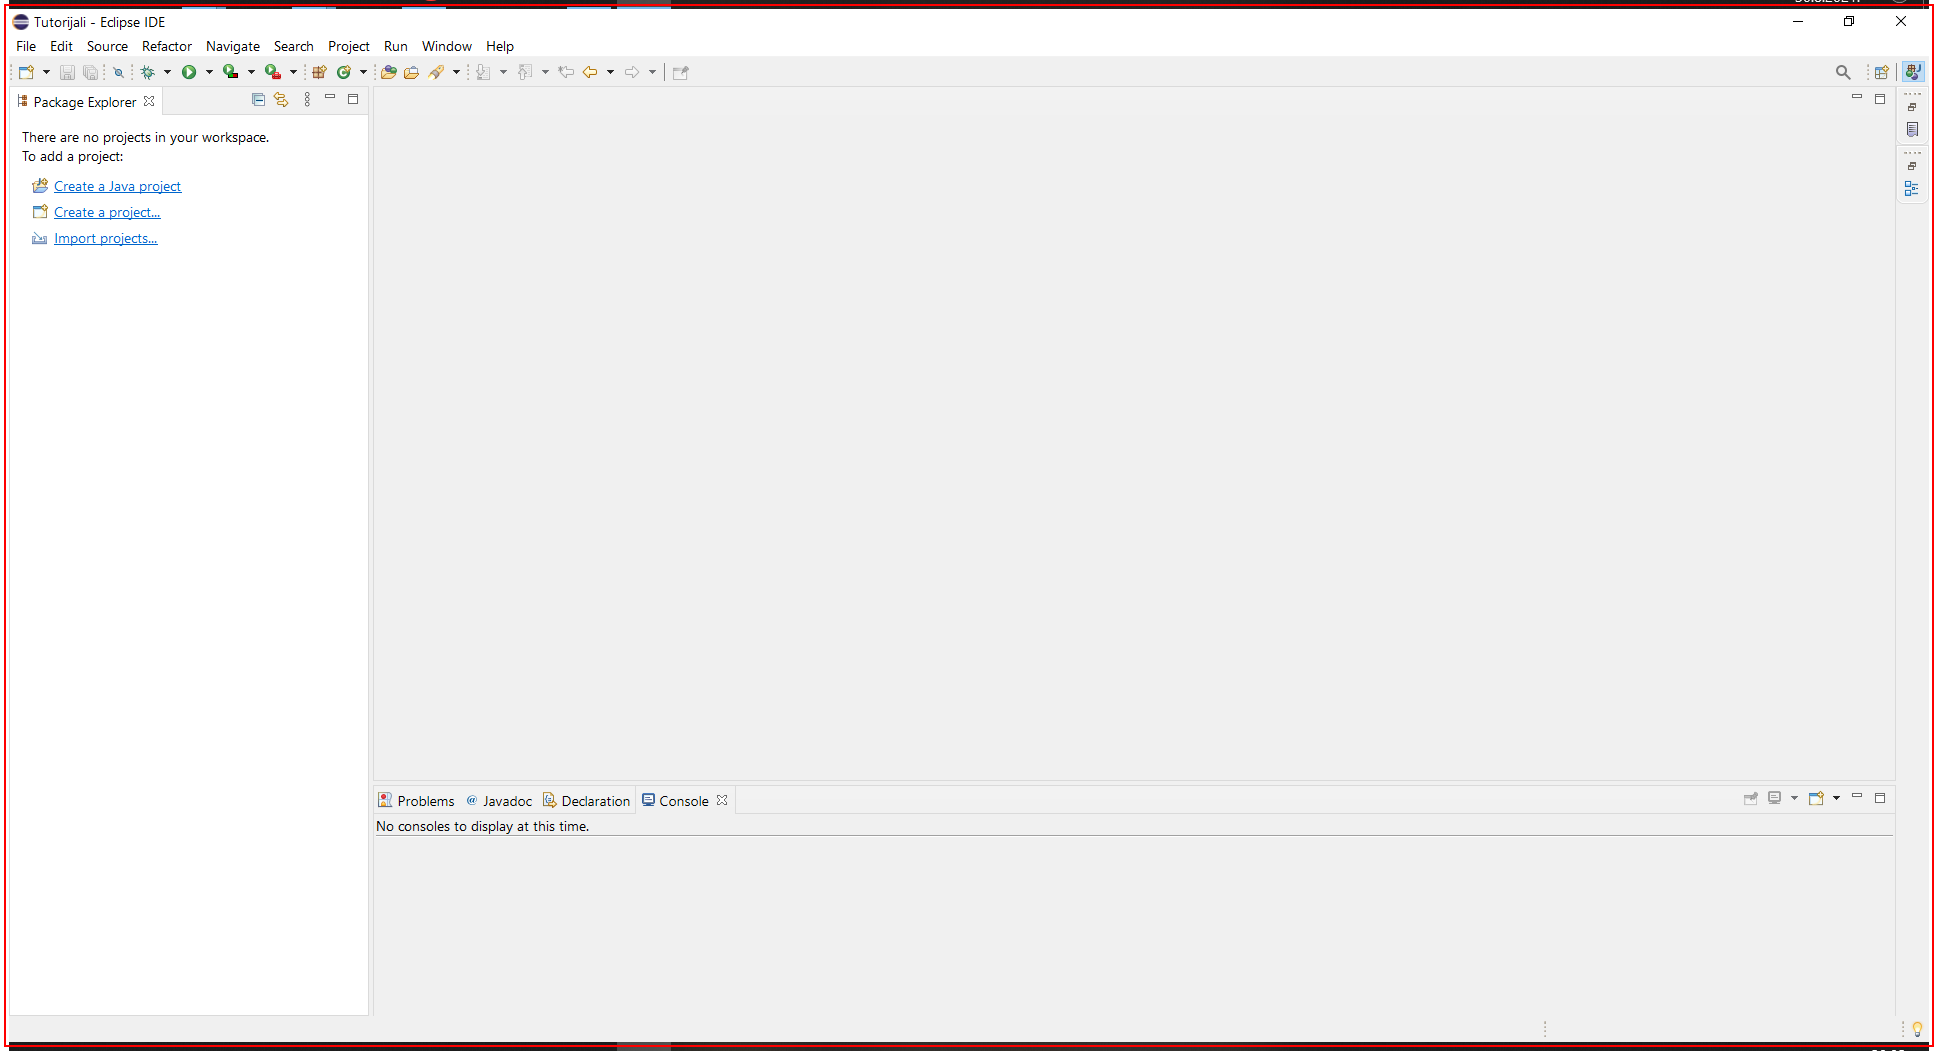 Tutorijali - Eclipse IDE
File Edit Source Refactor Navigate Search Project Run Window Help
Package Explorer
There are no projects in your workspace.
To add a project:
Create a Java project
Create a project...
Import projects...
Problems @ Javadoc Declaration Console
No consoles to display at this time.